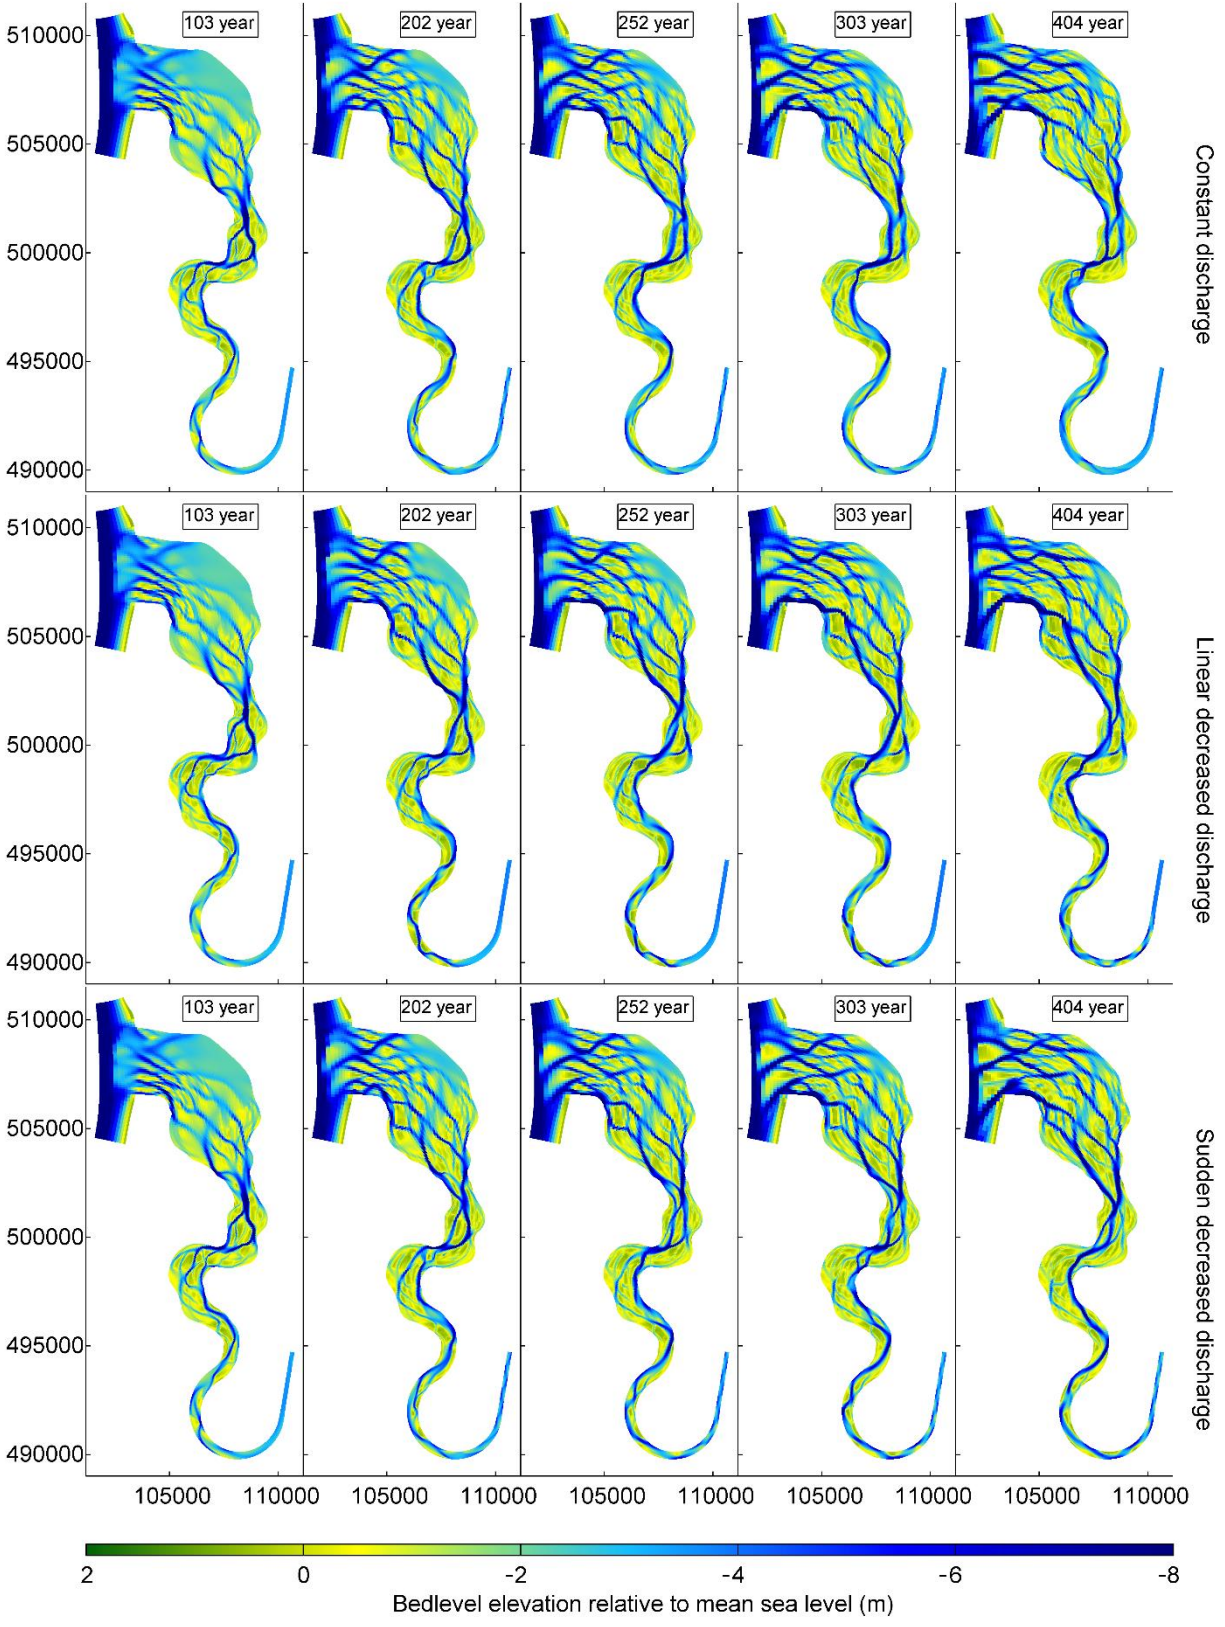 103 year
202 year
252 year
303 year
404 year
510000
505000
500000
495000
490000
Constant discharge
103 year
202 year
252 year
303 year
404 year
510000
505000
500000
495000
490000
Linear decreased discharge
103 year
202 year
252 year
303 year
404 year
510000
505000
500000
495000
490000
Sudden decreased discharge
105000 110000 105000 110000 105000 110000 105000 110000 105000 110000
2 0 -2 -4 -6 -8
Bedlevel elevation relative to mean sea level (m)